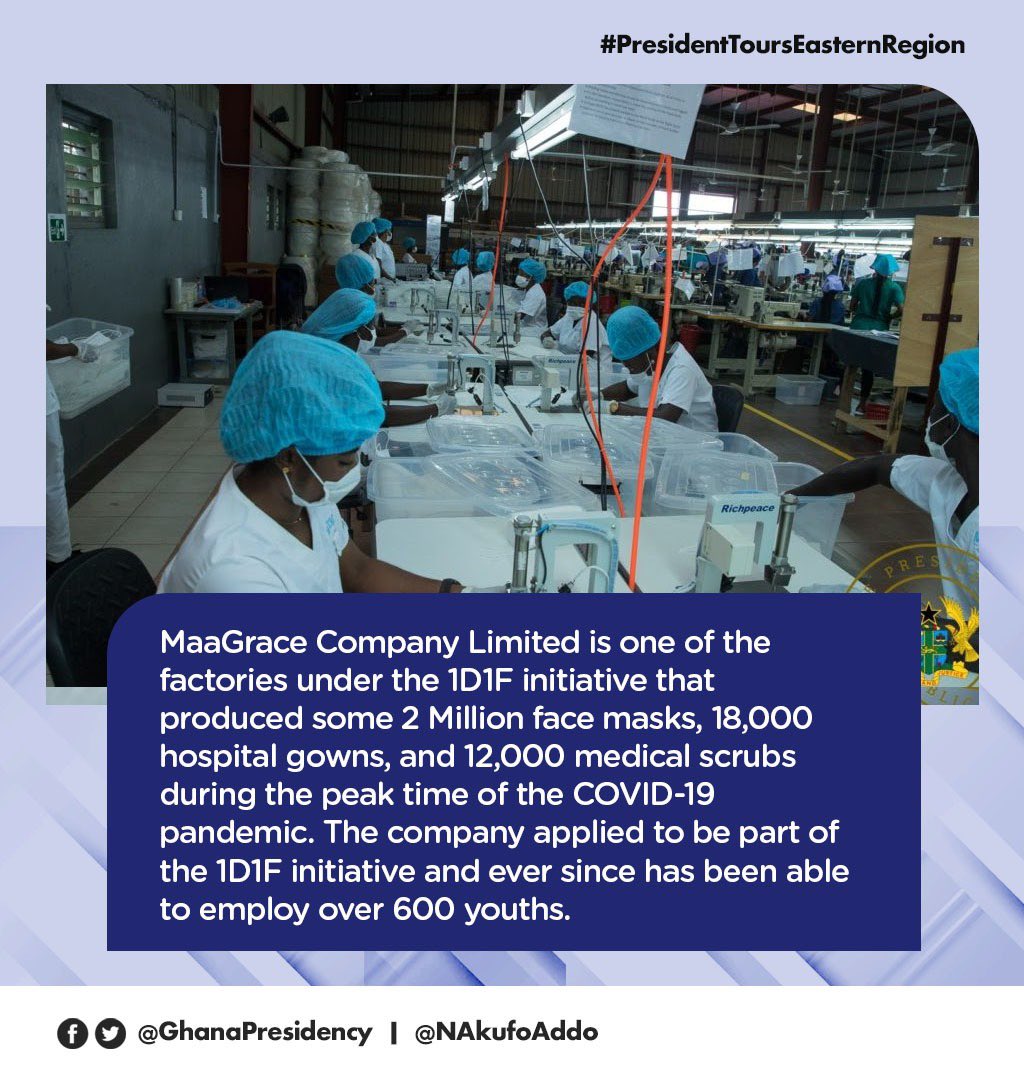 #PresidentToursEasternRegion
Richpeace
Richpeace
MaaGrace Company Limited is one of the
factories under the 1D1F initiative that
produced some 2 Million face masks, 18,000
hospital gowns, and 12,000 medical scrubs
during the peak time of the COVID-19
pandemic. The company applied to be part of
the 1D1F initiative and ever since has been able
to employ over 600 youths.
@GhanaPresidency | @NAkufoAddo